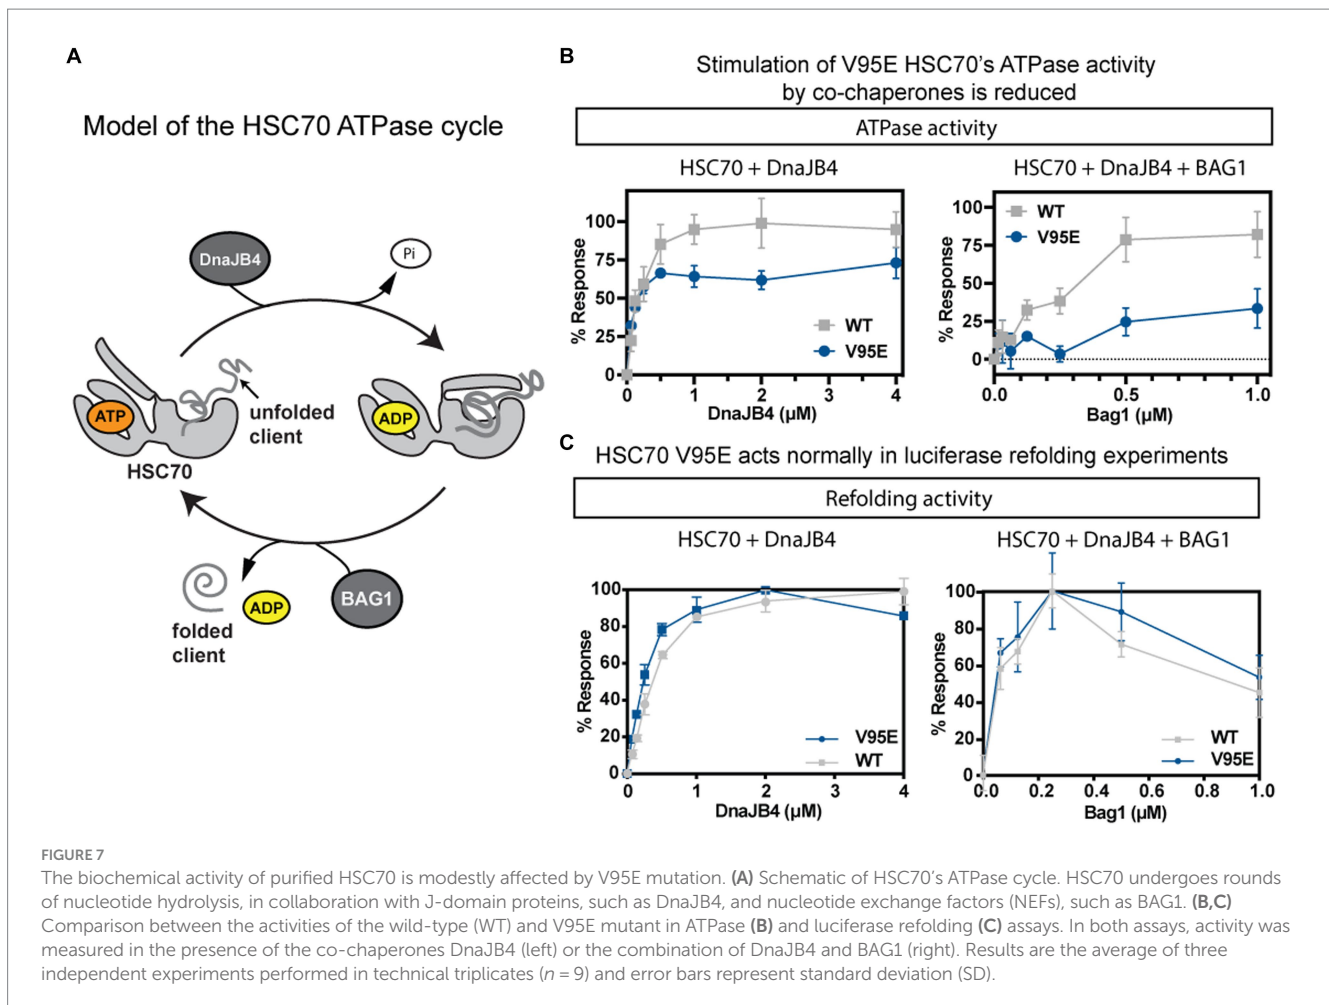 A
Model of the HSC70 ATPase cycle
DnaJB4
Pi
ATP
unfolded
client
HSC70
ADP
folded
client
ADP
BAG1
B
Stimulation of V95E HSC70's ATPase activity
by co-chaperones is reduced
ATPase activity
HSC70 + DnaJB4
% Response
100
75
50
25
0
WT
V95E
0 1 2 3 4
DnaJB4 (µM)
HSC70 + DnaJB4 + BAG1
% Response
100
75
50
25
0
WT
V95E
0.0 0.5 1.0
Bag1 (µM)
C
HSC70 V95E acts normally in luciferase refolding experiments
Refolding activity
HSC70 + DnaJB4
% Response
100
80
60
40
20
0
V95E
WT
0 1 2 3 4
DnaJB4 (µM)
HSC70 + DnaJB4 + BAG1
% Response
100
80
60
40
20
0
WT
V95E
0.0 0.2 0.4 0.6 0.8 1.0
Bag1 (µM)
FIGURE 7
The biochemical activity of purified HSC70 is modestly affected by V95E mutation. (A) Schematic of HSC70's ATPase cycle. HSC70 undergoes rounds
of nucleotide hydrolysis, in collaboration with J-domain proteins, such as DnaJB4, and nucleotide exchange factors (NEFs), such as BAG1. (B,C)
Comparison between the activities of the wild-type (WT) and V95E mutant in ATPase (B) and luciferase refolding (C) assays. In both assays, activity was
measured in the presence of the co-chaperones DnaJB4 (left) or the combination of DnaJB4 and BAG1 (right). Results are the average of three
independent experiments performed in technical triplicates (n = 9) and error bars represent standard deviation (SD).